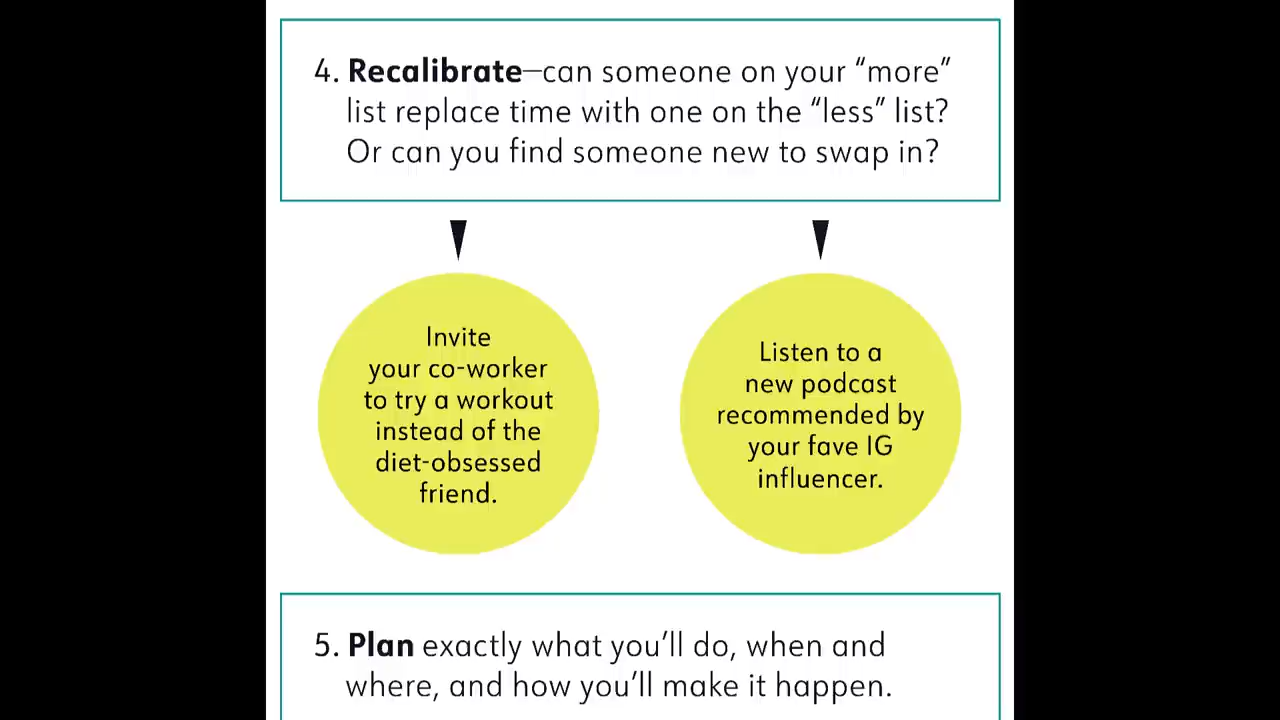 4. Recalibrate—can someone on your “more”
list replace time with one on the “less” list?
Or can you find someone new to swap in?
Invite
your co-worker
to try a workout
instead of the
diet-obsessed
friend.
Listen to a
new podcast
recommended by
your fave IG
influencer.
5. Plan exactly what you’ll do, when and
where, and how you’ll make it happen.